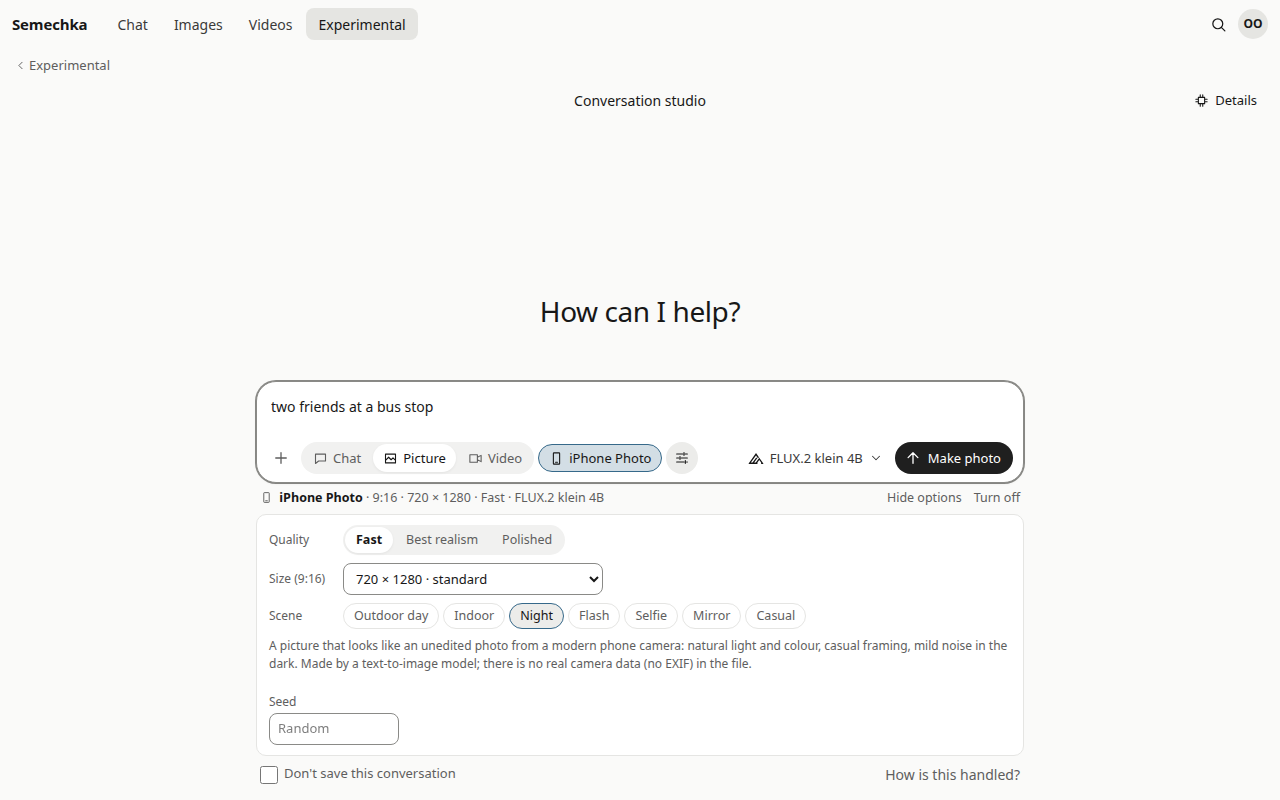 Semechka Chat Images Videos Experimental OO
Experimental
Conversation studio Details
How can I help?
two friends at a bus stop
Chat Picture Video iPhone Photo FLUX.2 klein 4B Make photo
iPhone Photo · 9:16 · 720 × 1280 · Fast · FLUX.2 klein 4B Hide options Turn off
Quality Fast Best realism Polished
Size (9:16) 720 × 1280 · standard
Scene Outdoor day Indoor Night Flash Selfie Mirror Casual
A picture that looks like an unedited photo from a modern phone camera: natural light and colour, casual framing, mild noise in the
dark. Made by a text-to-image model; there is no real camera data (no EXIF) in the file.
Seed
Random
Don't save this conversation How is this handled?